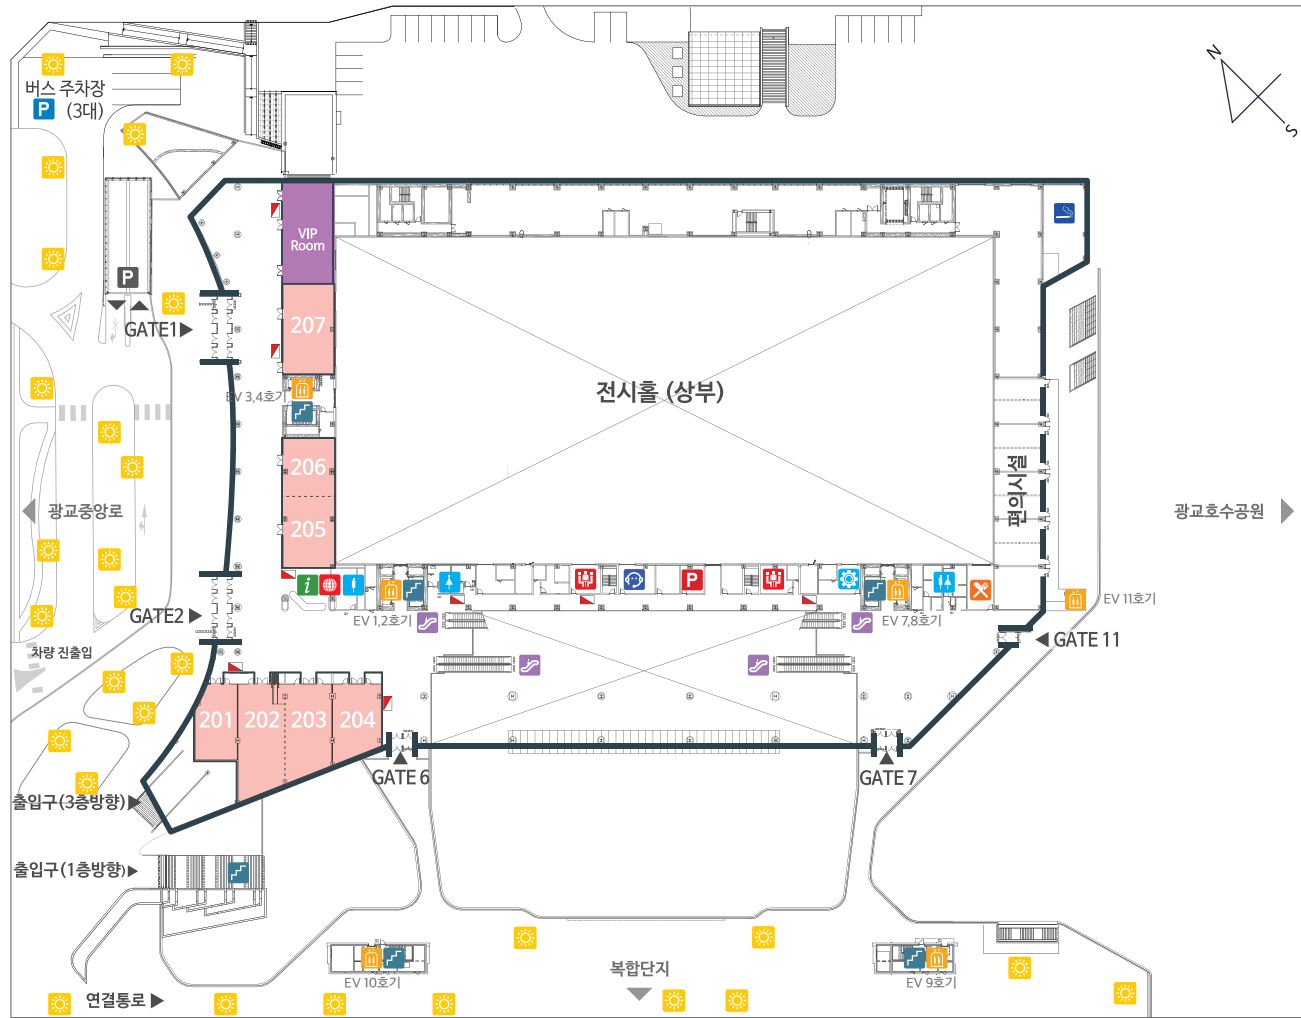 N
S
버스 주차장
P (3대)
VIP
Room
P
GATE1
207
EV 3,4호기
전시홀 (상부)
206
205
편의시설
광교중앙로
광교호수공원
i
P
GATE2
EV 1,2호기
EV 7,8호기
EV 11호기
GATE 11
차량 진출입
201
202
203
204
GATE 6
GATE 7
출입구(3층방향)
출입구(1층방향)
EV 10호기
EV 9호기
복합단지
연결통로